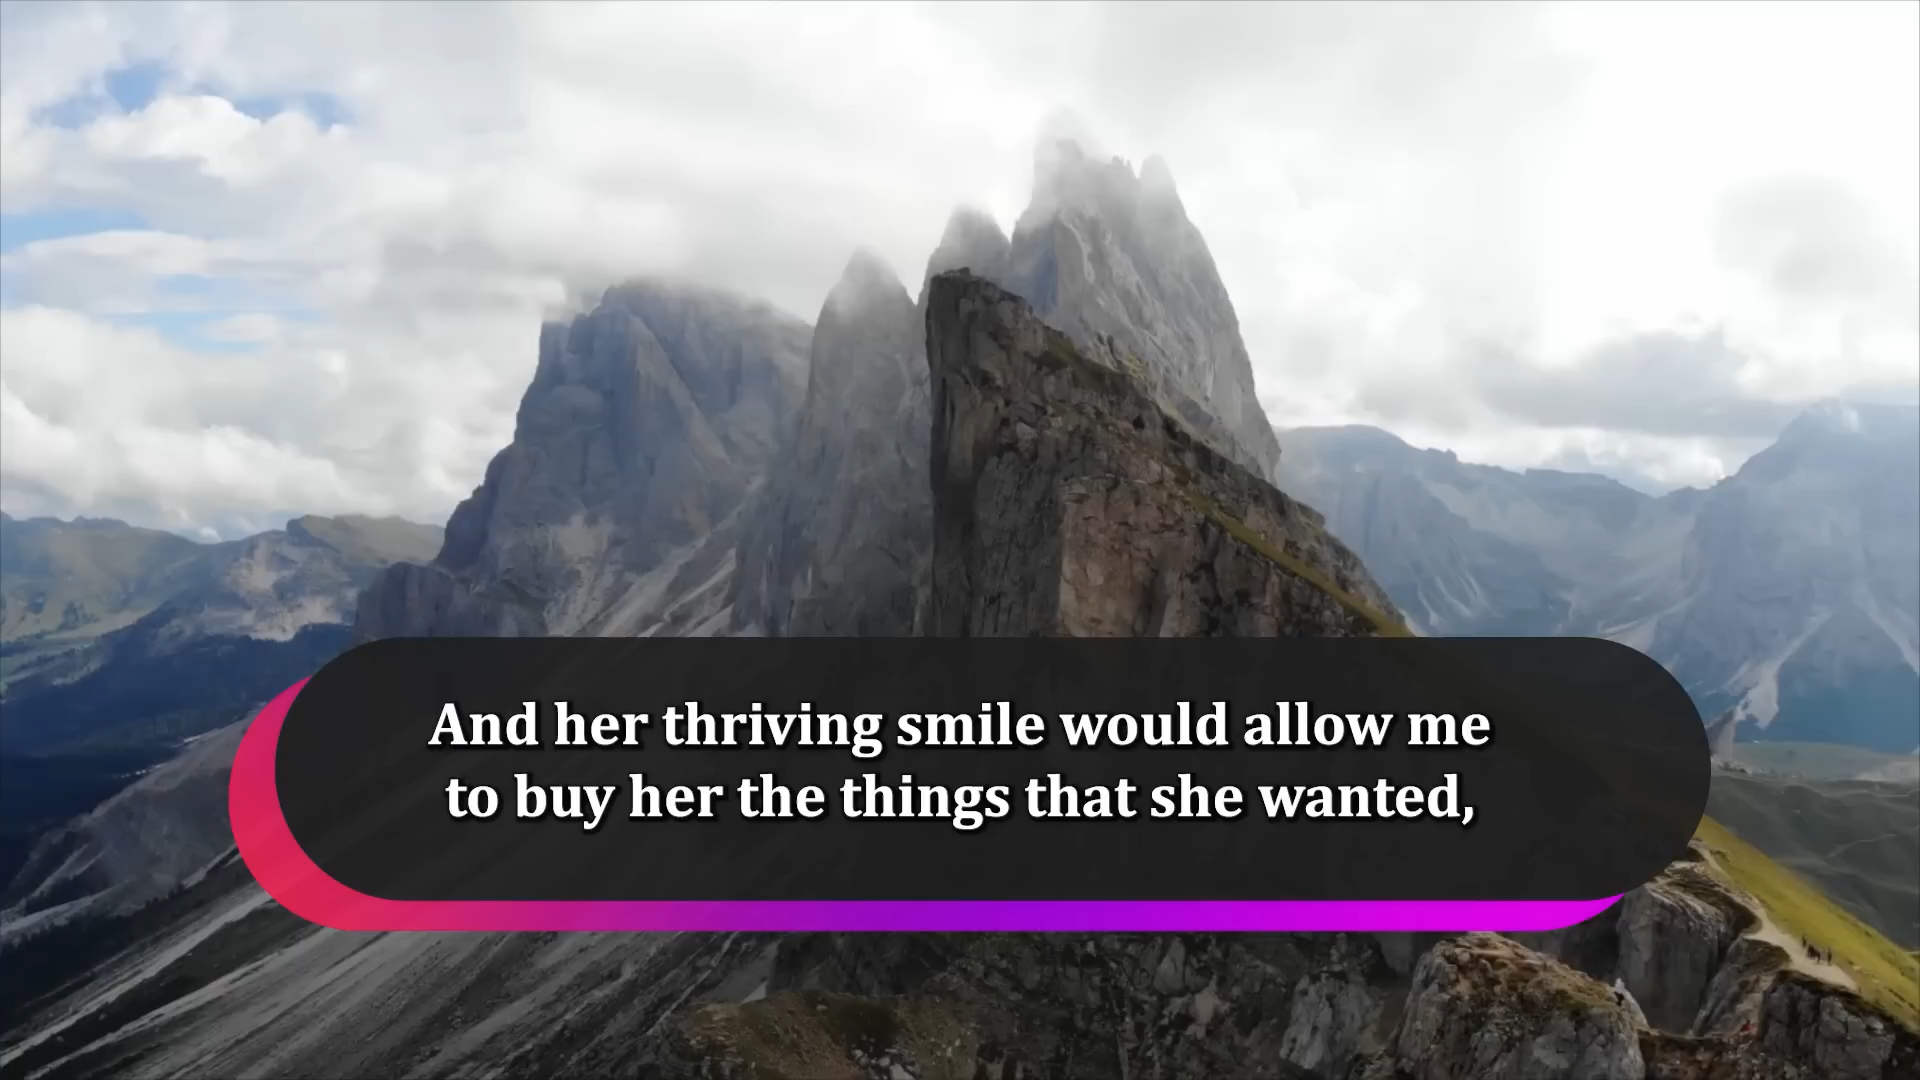 And her thriving smile would allow me
to buy her the things that she wanted,